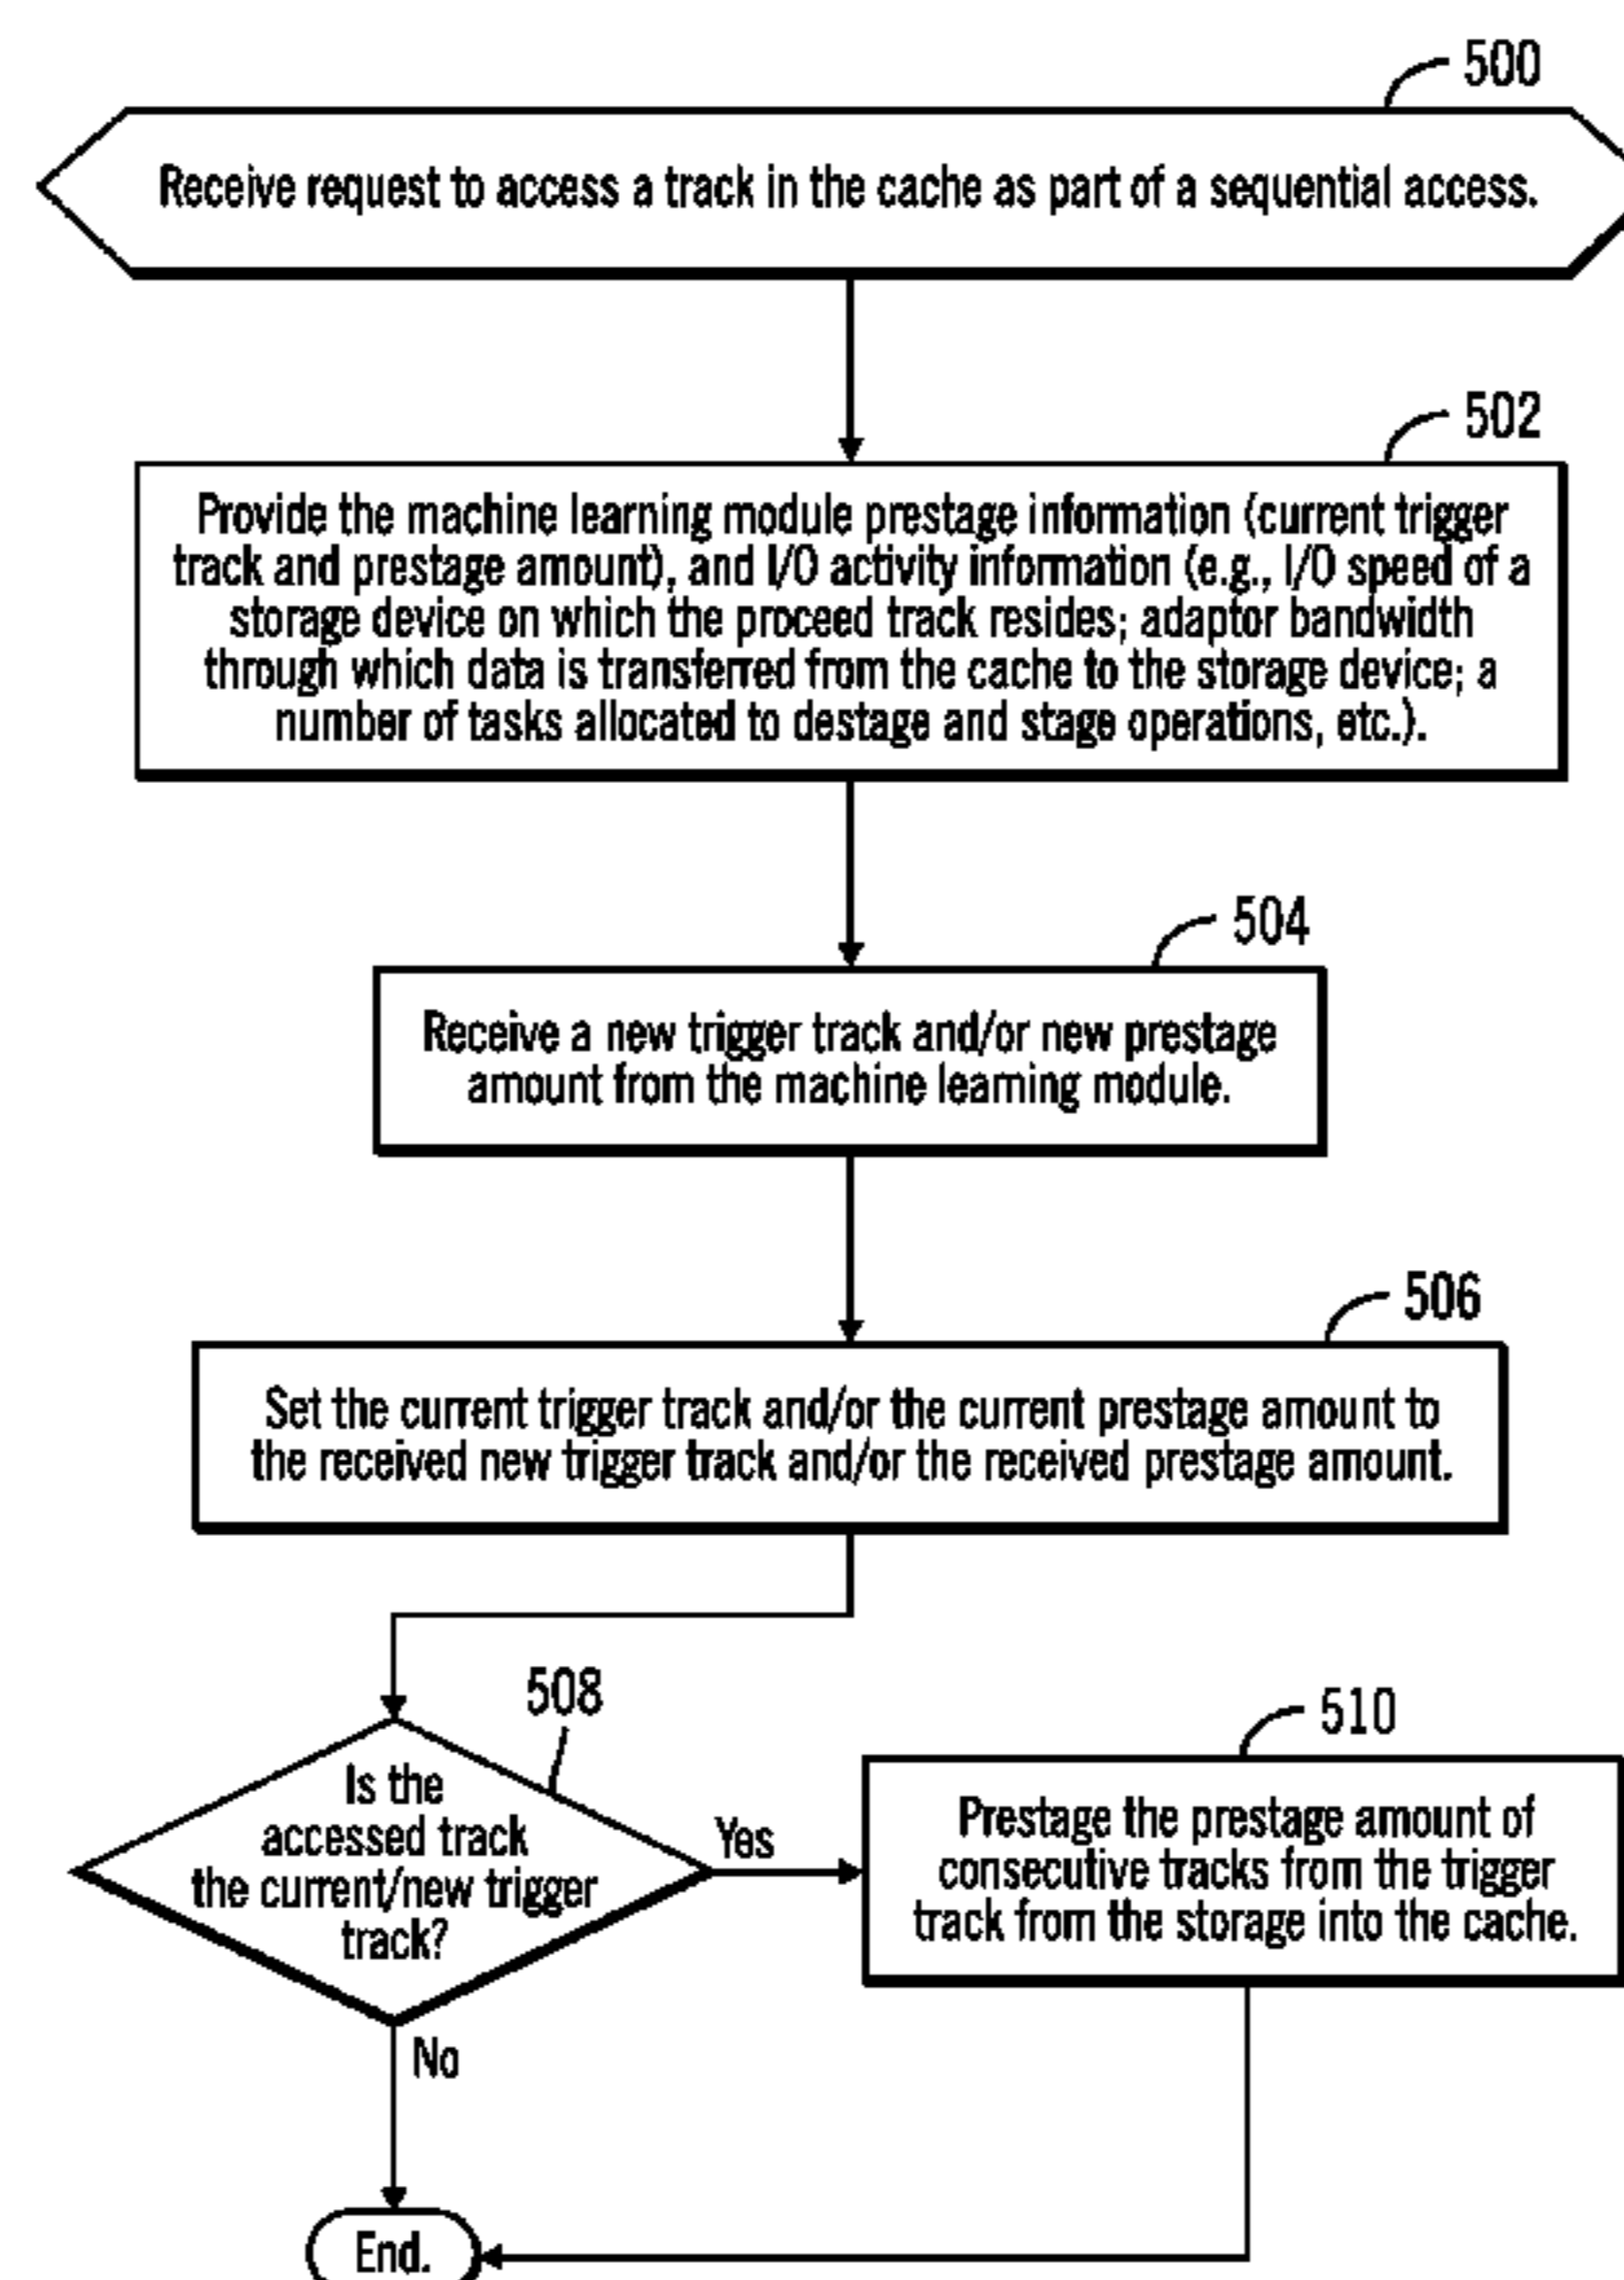 500
Receive request to access a track in the cache as part of a sequential access.
502
Provide the machine learning module prestage information (current trigger
track and prestage amount), and I/O activity information (e.g., I/O speed of a
storage device on which the proceed track resides; adaptor bandwidth
through which data is transferred from the cache to the storage device; a
number of tasks allocated to destage and stage operations, etc.).
504
Receive a new trigger track and/or new prestage
amount from the machine learning module.
506
Set the current trigger track and/or the current prestage amount to
the received new trigger track and/or the received prestage amount.
508
Is the
accessed track
the current/new trigger
track?
Yes
No
510
Prestage the prestage amount of
consecutive tracks from the trigger
track from the storage into the cache.
End.